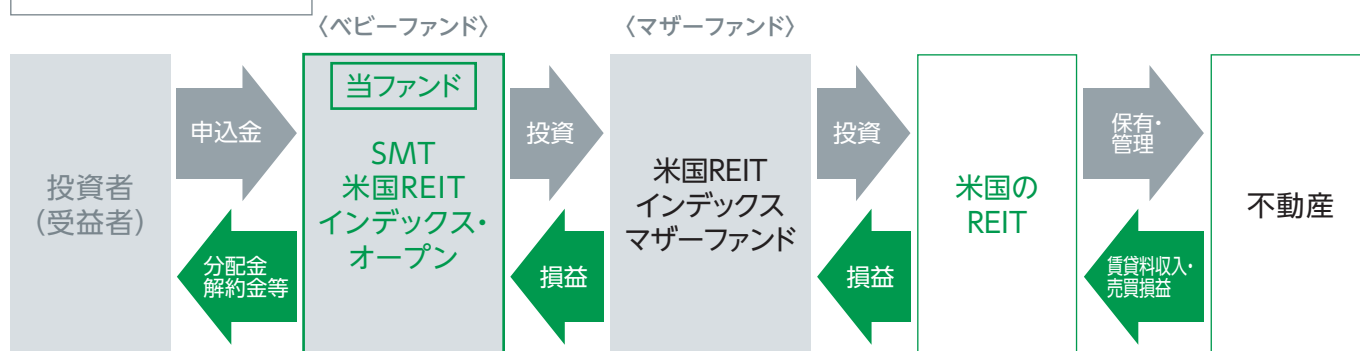 〈ベビーファンド〉
〈マザーファンド〉
投資者
(受益者)
申込金
分配金
解約金等
当ファンド
SMT
米国REIT
インデックス・
オープン
投資
損益
米国REIT
インデックス
マザーファンド
投資
損益
米国の
REIT
保有・
管理
賃貸料収入・
売買損益
不動産